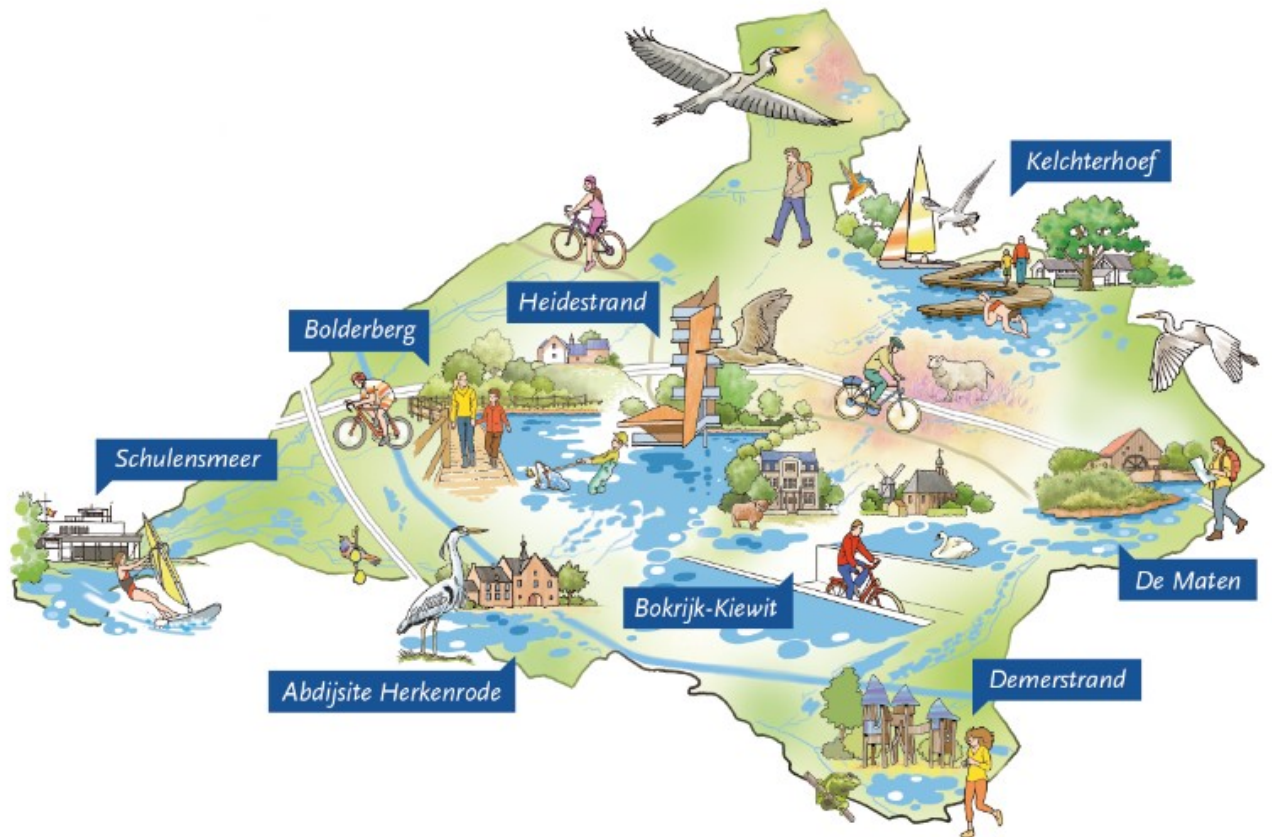 Kelchterhoef
Heidestrand
Bolderberg
Schulensmeer
De Maten
Bokrijk-Kiewit
Demerstrand
Abdijsite Herkenrode